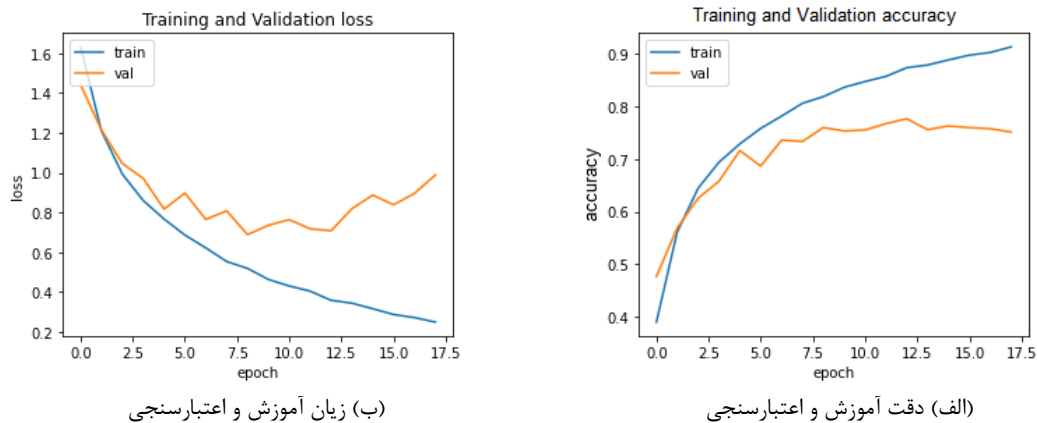 Training and Validation loss
train
val
1.6
1.4
1.2
1.0
0.8
0.6
0.4
0.2
loss
0.0 2.5 5.0 7.5 10.0 12.5 15.0 17.5
epoch
(ب) زیان آموزش و اعتبارسنجی
Training and Validation accuracy
train
val
0.9
0.8
0.7
0.6
0.5
0.4
accuracy
0.0 2.5 5.0 7.5 10.0 12.5 15.0 17.5
epoch
(الف) دقت آموزش و اعتبارسنجی